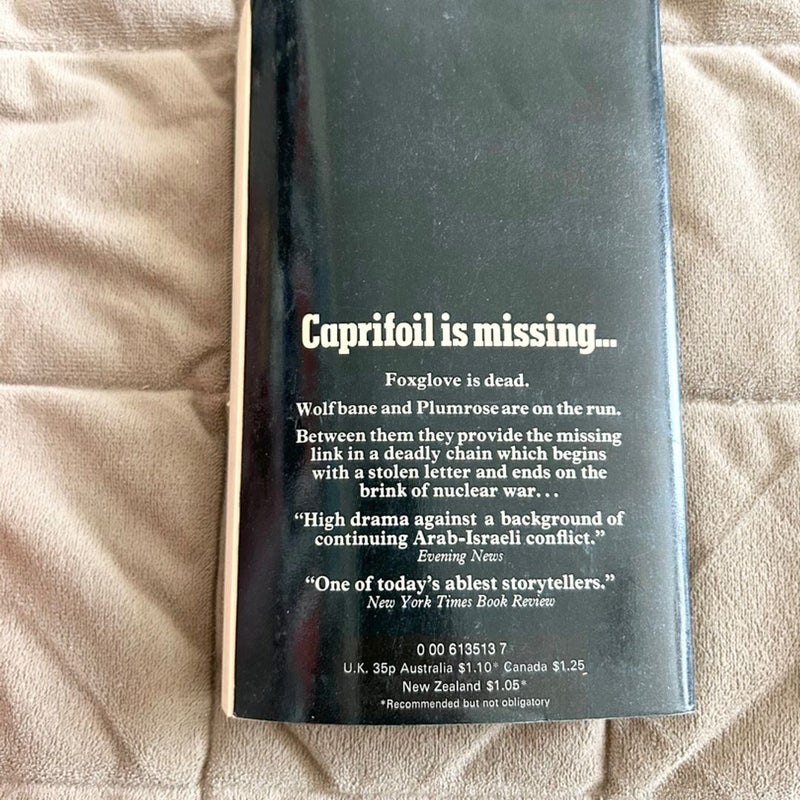 Caprifoil is missing...
Foxglove is dead.
Wolfbane and Plumrose are on the run.
Between them they provide the missing
link in a deadly chain which begins
with a stolen letter and ends on the
brink of nuclear war...
“High drama against a background of
continuing Arab-Israeli conflict.”
Evening News
“One of today’s ablest storytellers.”
New York Times Book Review
0 00 613513 7
U.K. 35p Australia $1.10* Canada $1.25
New Zealand $1.05*
*Recommended but not obligatory